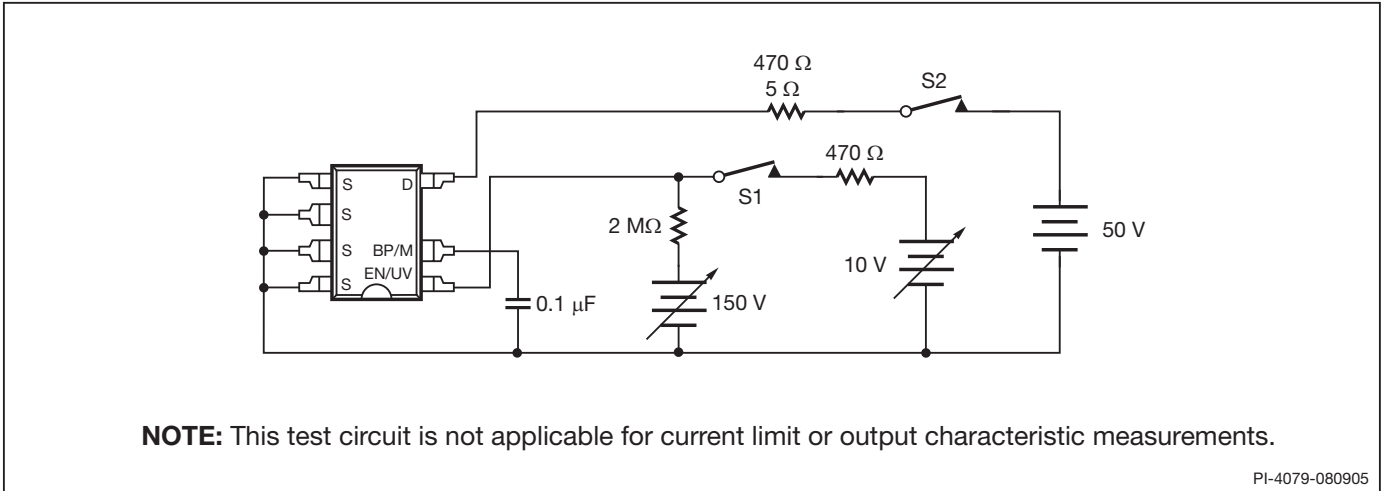 470 Ω
5 Ω
S2
470 Ω
S1
S D
S
S BP/M
EN/UV
S
2 MΩ
150 V
10 V
50 V
0.1 μF
NOTE: This test circuit is not applicable for current limit or output characteristic measurements.
PI-4079-080905